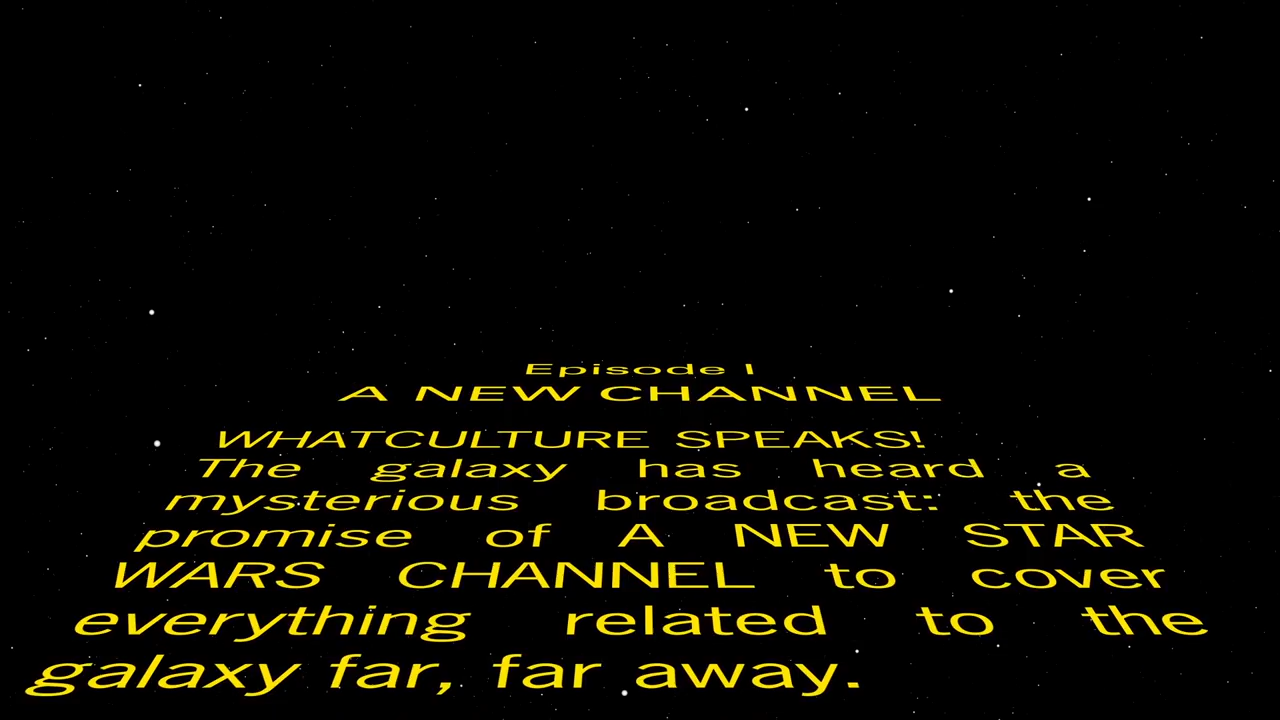 Episode I
A NEW CHANNEL
WHATCULTURE SPEAKS!
The galaxy has heard a
mysterious broadcast: the
promise of A NEW STAR
WARS CHANNEL to cover
everything related to the
galaxy far, far away.